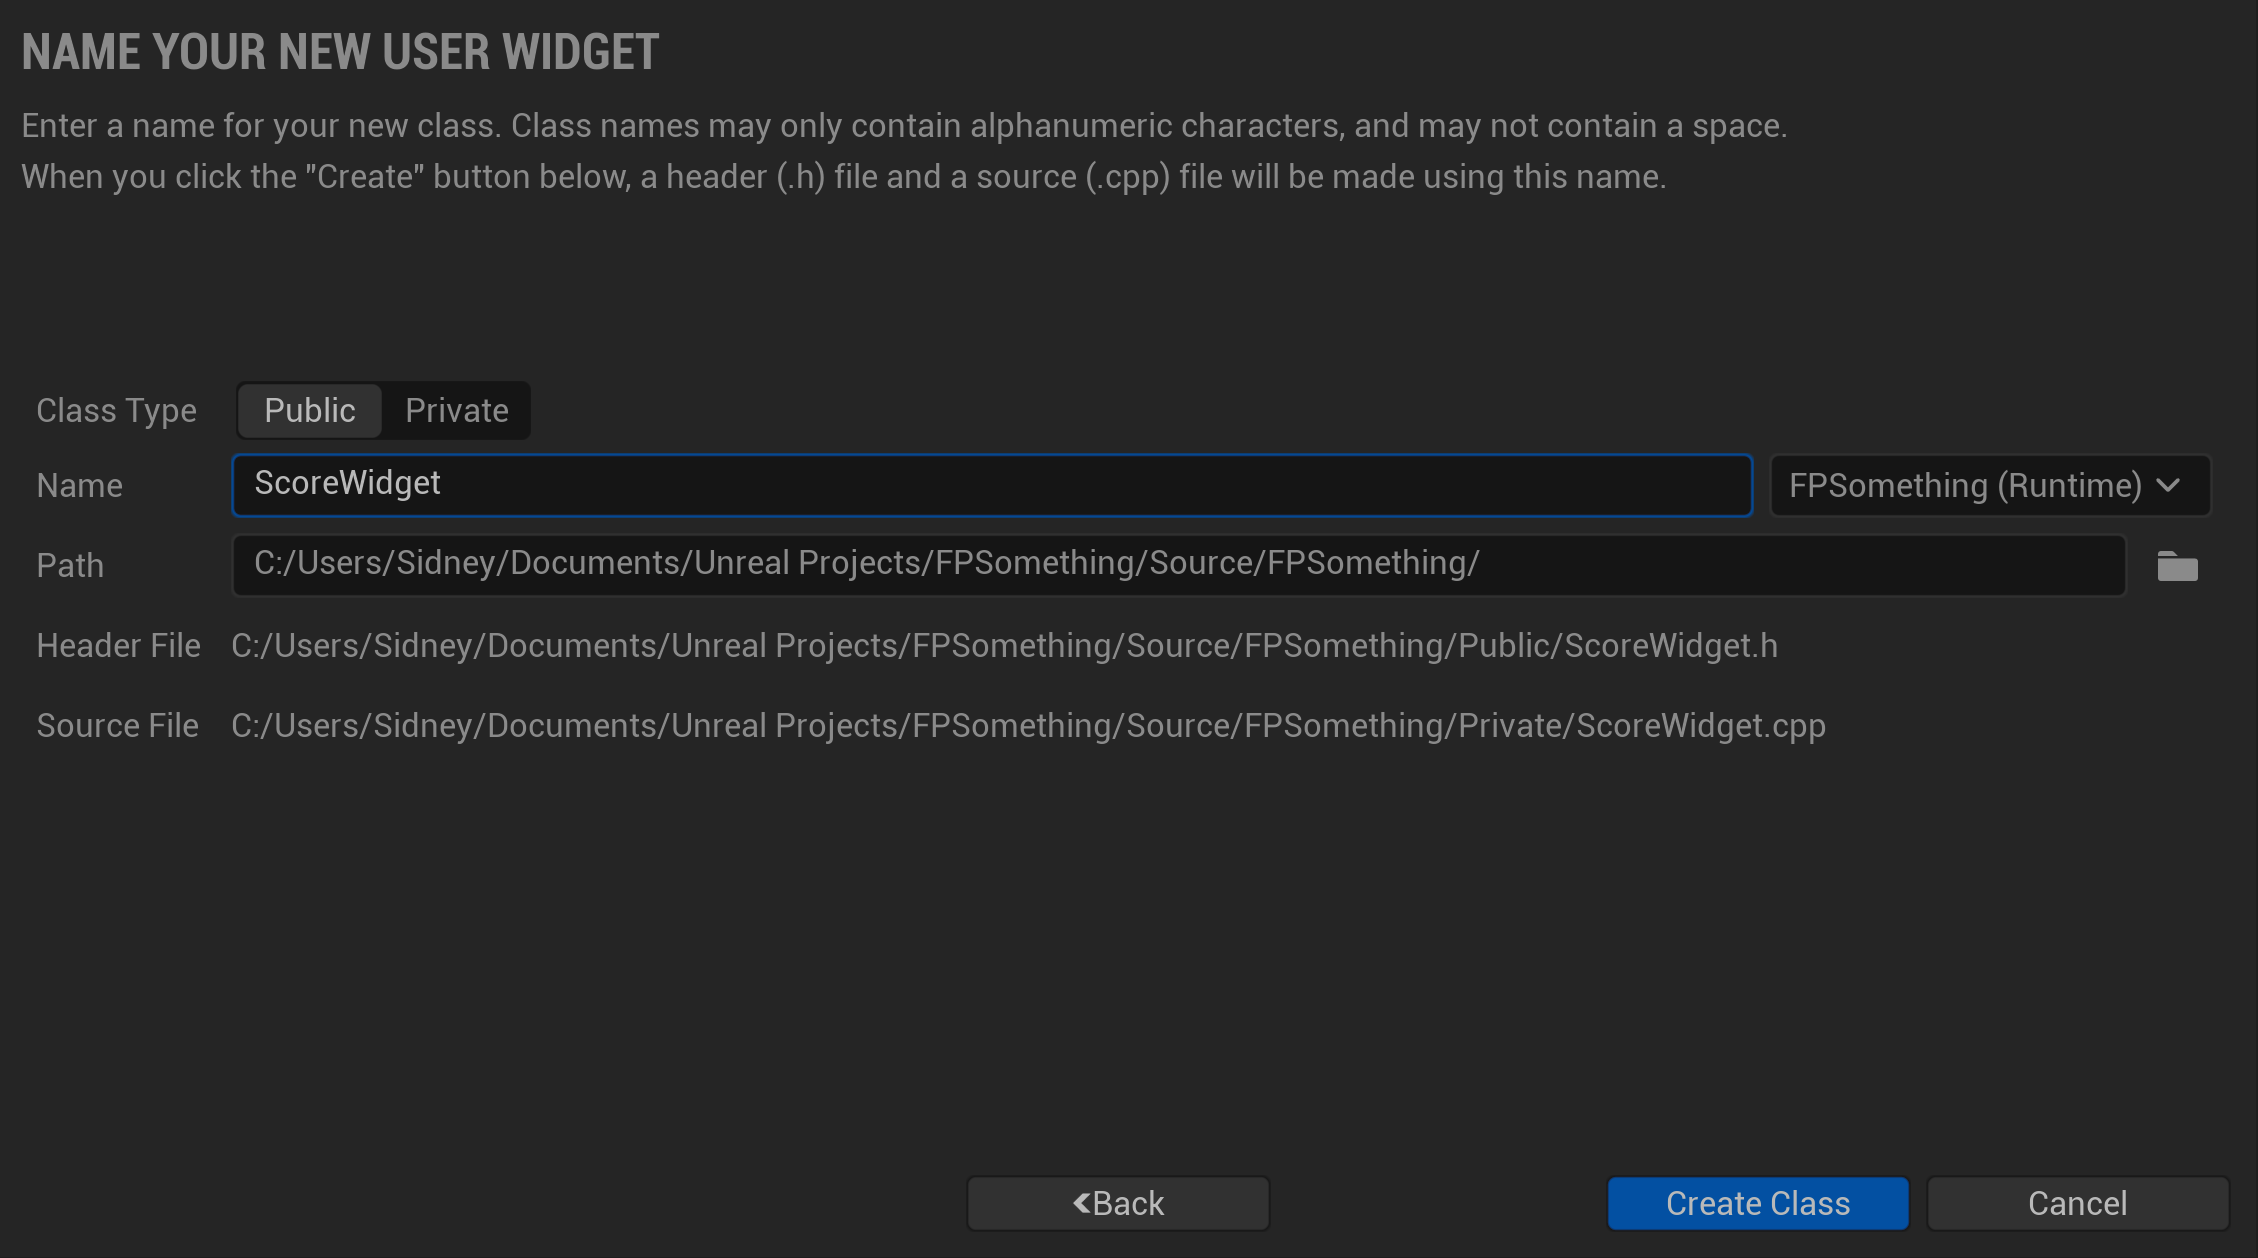 NAME YOUR NEW USER WIDGET
Enter a name for your new class. Class names may only contain alphanumeric characters, and may not contain a space.
When you click the "Create" button below, a header (.h) file and a source (.cpp) file will be made using this name.
Class Type Public Private
Name ScoreWidget FPSomething (Runtime)
Path C:/Users/Sidney/Documents/Unreal Projects/FPSomething/Source/FPSomething/
Header File C:/Users/Sidney/Documents/Unreal Projects/FPSomething/Source/FPSomething/Public/ScoreWidget.h
Source File C:/Users/Sidney/Documents/Unreal Projects/FPSomething/Source/FPSomething/Private/ScoreWidget.cpp
Back Create Class Cancel